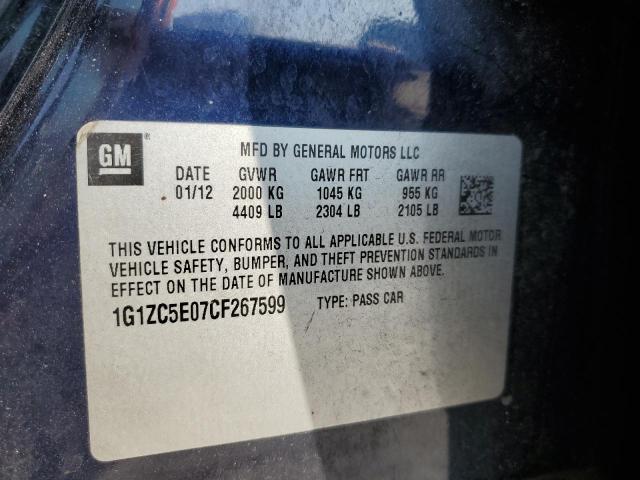 GM ®
MFD BY GENERAL MOTORS LLC
DATE GVWR GAWR FRT GAWR RR
01/12 2000 KG 1045 KG 955 KG
4409 LB 2304 LB 2105 LB
THIS VEHICLE CONFORMS TO ALL APPLICABLE U.S. FEDERAL MOTOR
VEHICLE SAFETY, BUMPER, AND THEFT PREVENTION STANDARDS IN
EFFECT ON THE DATE OF MANUFACTURE SHOWN ABOVE.
1G1ZC5E07CF267599 TYPE: PASS CAR